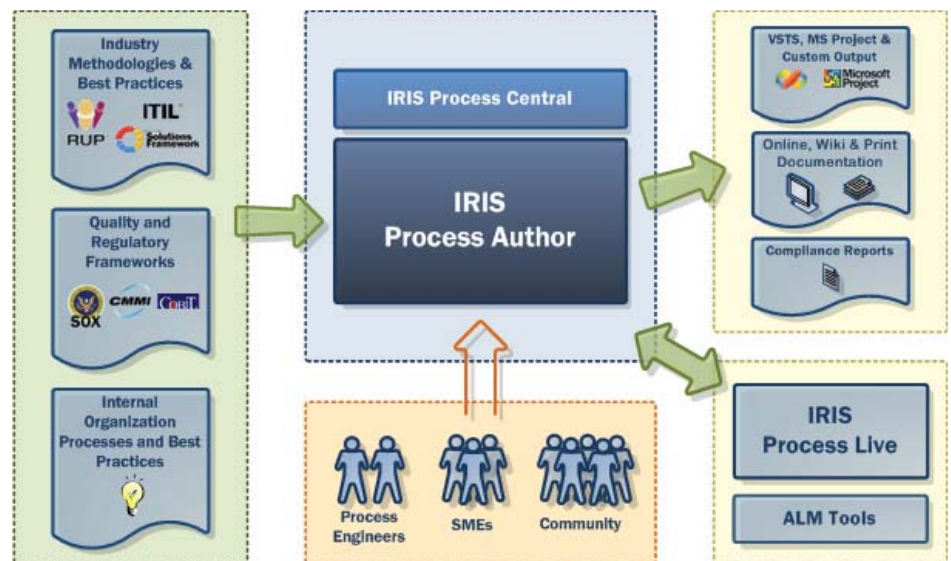 Industry
Methodologies &
Best Practices
RUP
ITIL
Solutions
Framework
Quality and
Regulatory
Frameworks
SOX
CMMI
COBIT
Internal
Organization
Processes and Best
Practices
IRIS Process Central
IRIS
Process Author
Process
Engineers
SMEs
Community
VSTS, MS Project &
Custom Output
Microsoft
Project
Online, Wiki & Print
Documentation
Compliance Reports
IRIS
Process Live
ALM Tools